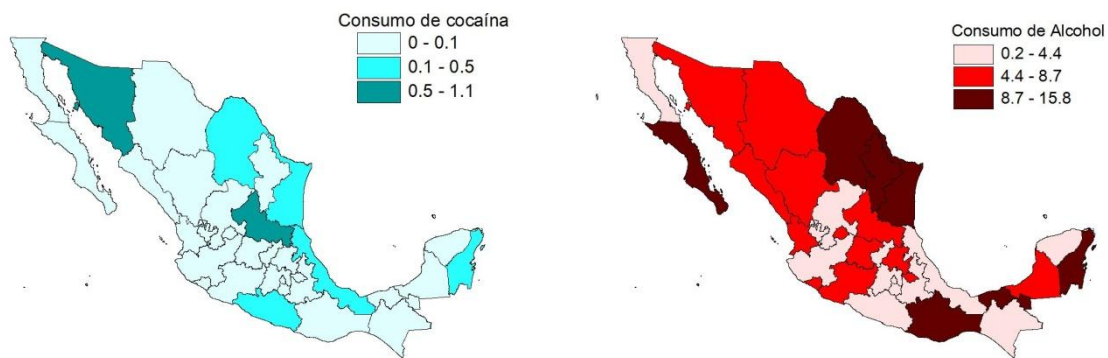 Consumo de cocaína
0 - 0.1
0.1 - 0.5
0.5 - 1.1
Consumo de Alcohol
0.2 - 4.4
4.4 - 8.7
8.7 - 15.8